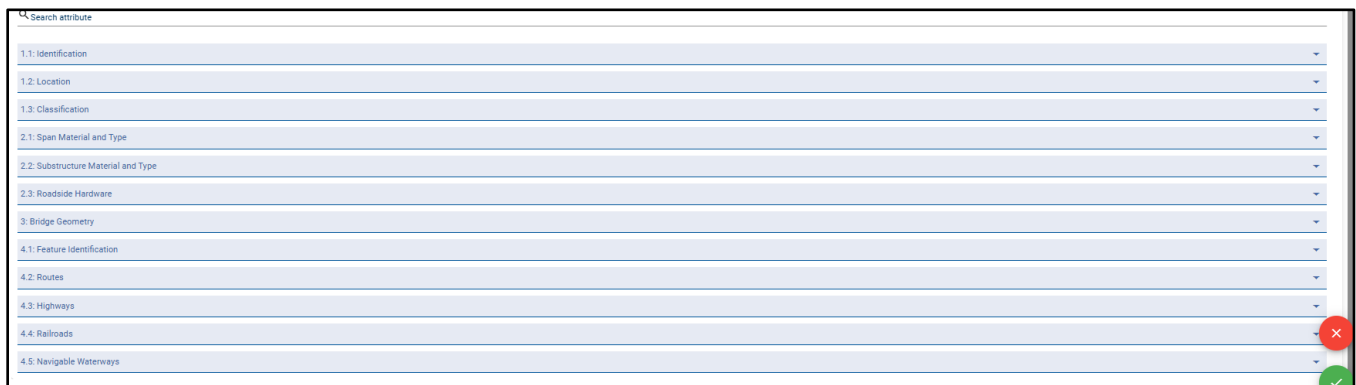 Search attribute
1.1: Identification
1.2: Location
1.3: Classification
2.1: Span Material and Type
2.2: Substructure Material and Type
2.3: Roadside Hardware
3: Bridge Geometry
4.1: Feature Identification
4.2: Routes
4.3: Highways
4.4: Railroads
4.5: Navigable Waterways